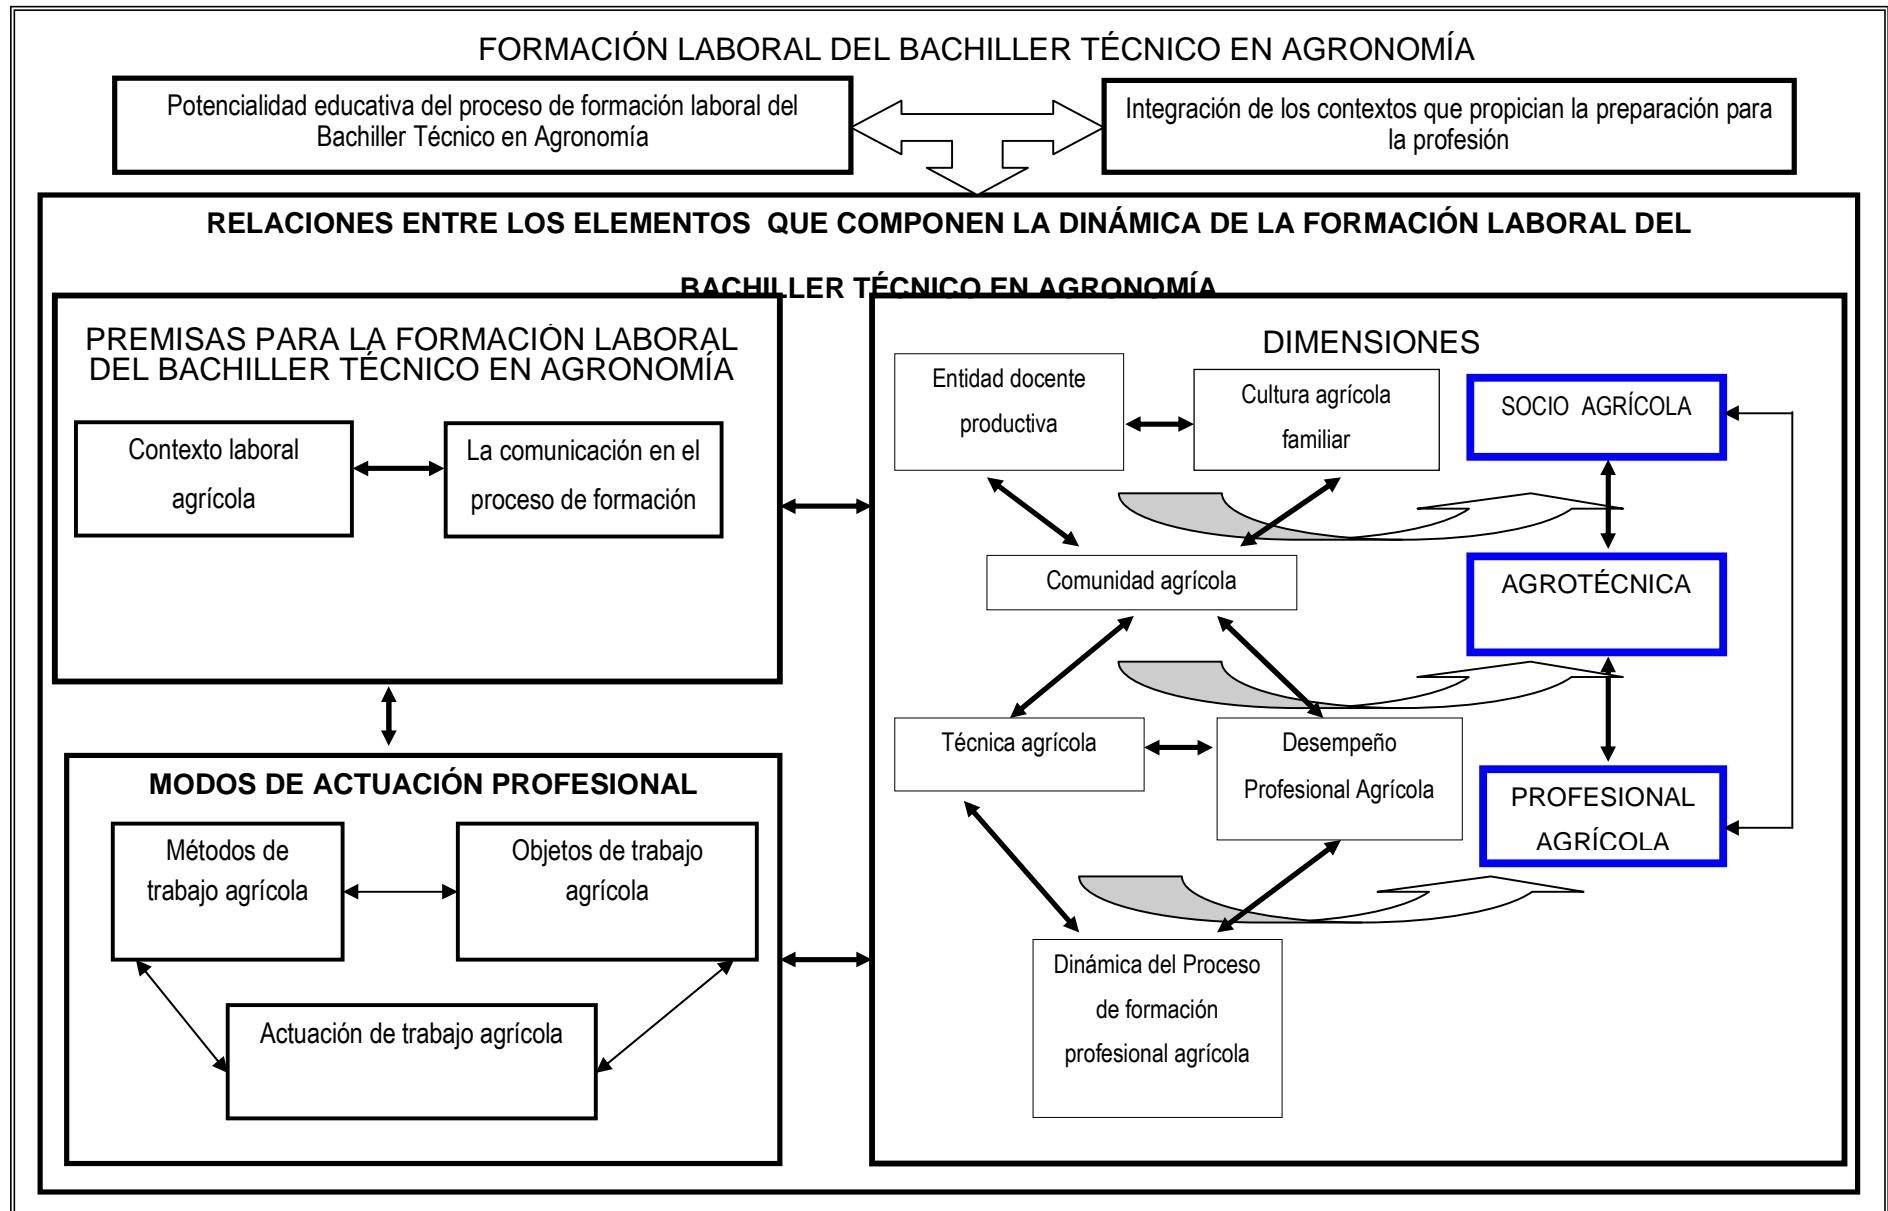 FORMACIÓN LABORAL DEL BACHILLER TÉCNICO EN AGRONOMÍA
Potencialidad educativa del proceso de formación laboral del
Bachiller Técnico en Agronomía
Integración de los contextos que propician la preparación para
la profesión
RELACIONES ENTRE LOS ELEMENTOS QUE COMPONEN LA DINÁMICA DE LA FORMACIÓN LABORAL DEL
BACHILLER TÉCNICO EN AGRONOMÍA
PREMISAS PARA LA FORMACIÓN LABORAL
DEL BACHILLER TÉCNICO EN AGRONOMÍA
Contexto laboral
agrícola
La comunicación en el
proceso de formación
MODOS DE ACTUACIÓN PROFESIONAL
Métodos de
trabajo agrícola
Objetos de trabajo
agrícola
Actuación de trabajo agrícola
DIMENSIONES
Entidad docente
productiva
Cultura agrícola
familiar
Comunidad agrícola
Técnica agrícola
Desempeño
Profesional Agrícola
Dinámica del Proceso
de formación
profesional agrícola
SOCIO AGRÍCOLA
AGROTÉCNICA
PROFESIONAL
AGRÍCOLA